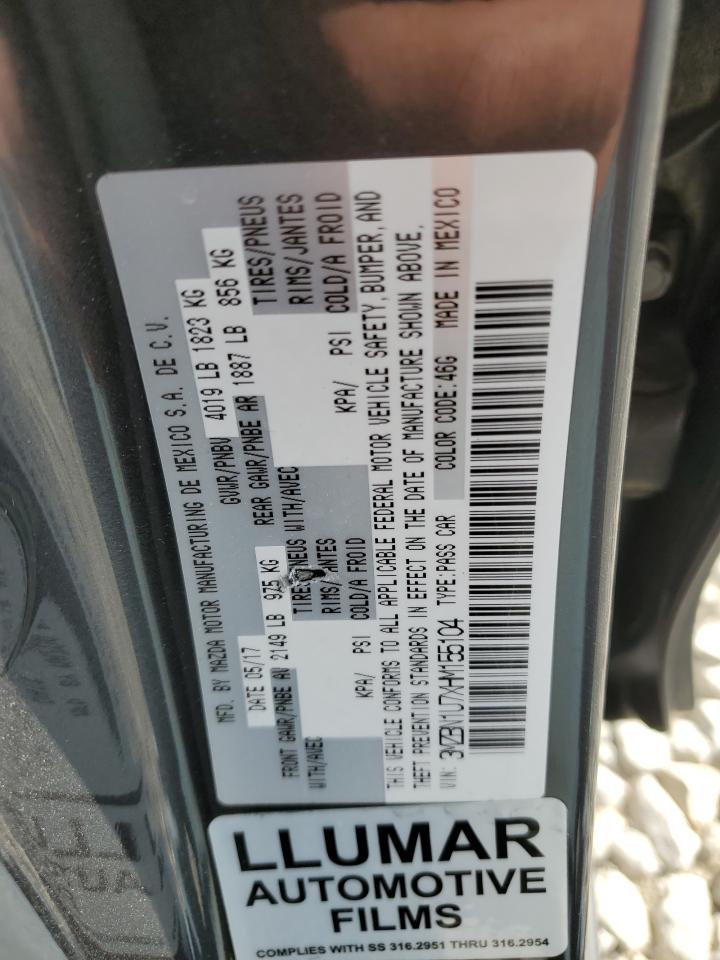 MFD. BY MAZDA MOTOR MANUFACTURING DE MEXICO S.A. DE C.V.
DATE 05/17 GVWR/PNBV 4019 LB 1823 KG
FRONT GAWR/PNBE AV 2149 LB 975 KG REAR GAWR/PNBE AR 1887 LB 856 KG
WITH/AVEC TIRES/PNEUS WITH/AVEC TIRES/PNEUS
RIMS/JANTES RIMS/JANTES
KPA/ PSI COLD/A FROID KPA/ PSI COLD/A FROID
THIS VEHICLE CONFORMS TO ALL APPLICABLE FEDERAL MOTOR VEHICLE SAFETY, BUMPER, AND
THEFT PREVENTION STANDARDS IN EFFECT ON THE DATE OF MANUFACTURE SHOWN ABOVE.
VIN: 3MZBN1U7XHM155104 TYPE:PASS CAR COLOR CODE:46G MADE IN MEXICO
LLUMAR
AUTOMOTIVE
FILMS
COMPLIES WITH SS 316.2951 THRU 316.2954